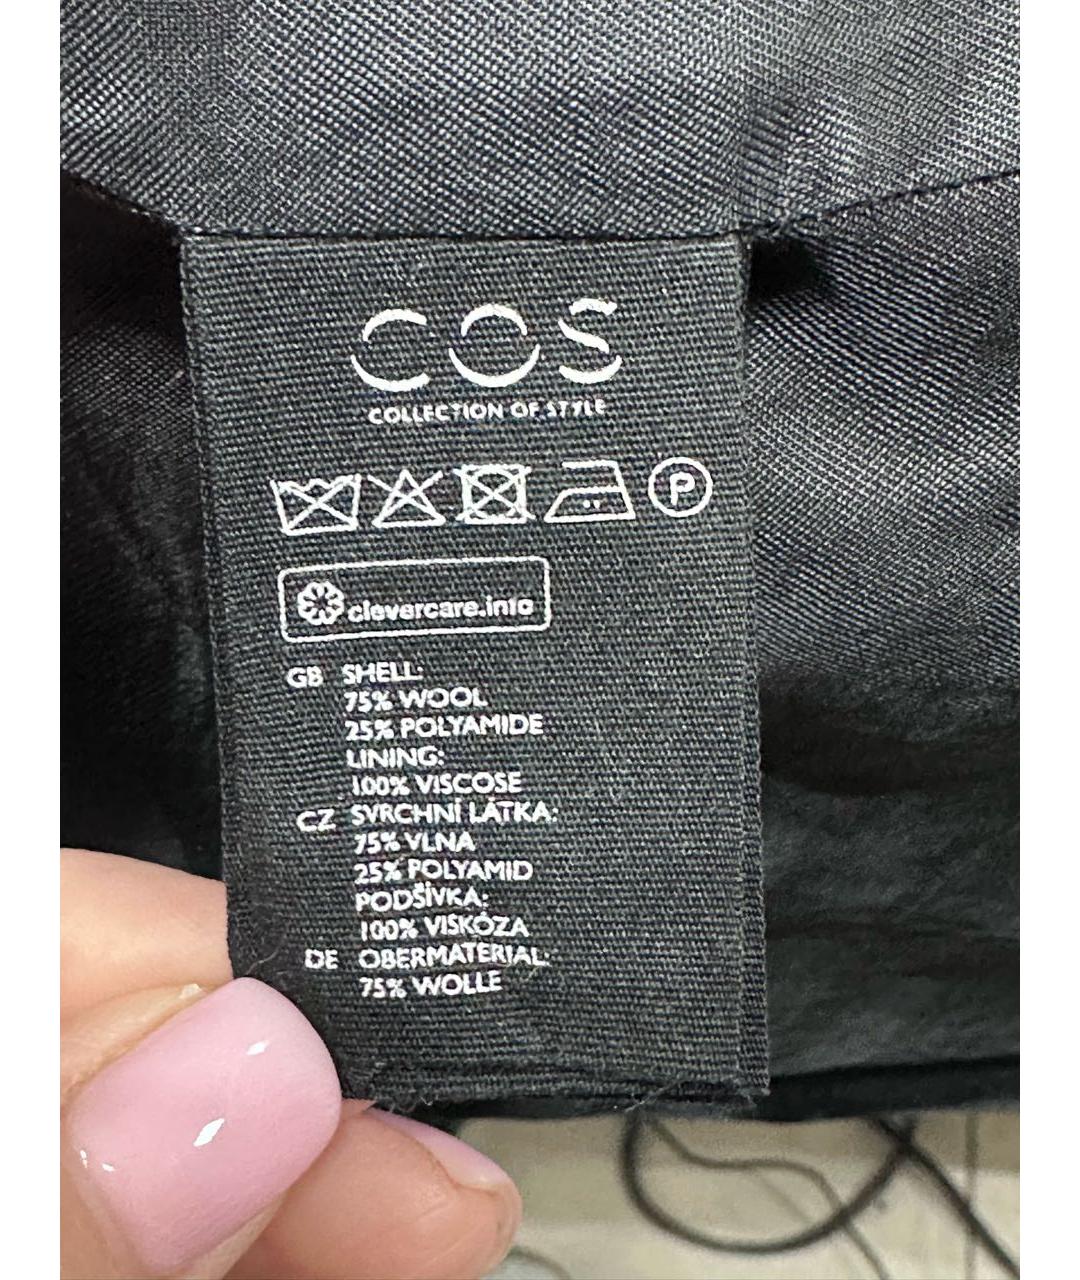 COS
COLLECTION OF STYLE
P
clevercare.info
GB SHELL:
75% WOOL
25% POLYAMIDE
LINING:
100% VISCOSE
CZ SVRCHNÍ LÁTKA:
75% VLNA
25% POLYAMID
PODŠÍVKA:
100% VISKÓZA
DE OBERMATERIAL:
75% WOLLE